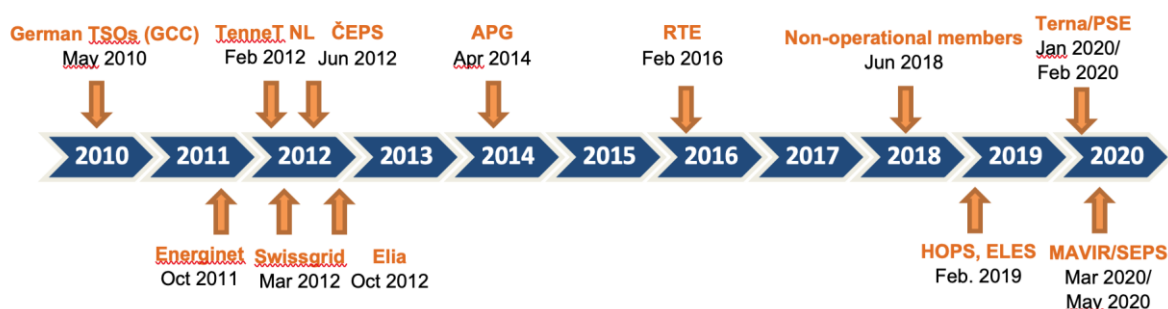 German TSOs (GCC)
May 2010
TenneT NL
Feb 2012
ČEPS
Jun 2012
APG
Apr 2014
RTE
Feb 2016
Non-operational members
Jun 2018
Terna/PSE
Jan 2020/
Feb 2020
2010
2011
2012
2013
2014
2015
2016
2017
2018
2019
2020
Energinet
Oct 2011
Swissgrid
Mar 2012
Elia
Oct 2012
HOPS, ELES
Feb. 2019
MAVIR/SEPS
Mar 2020/
May 2020